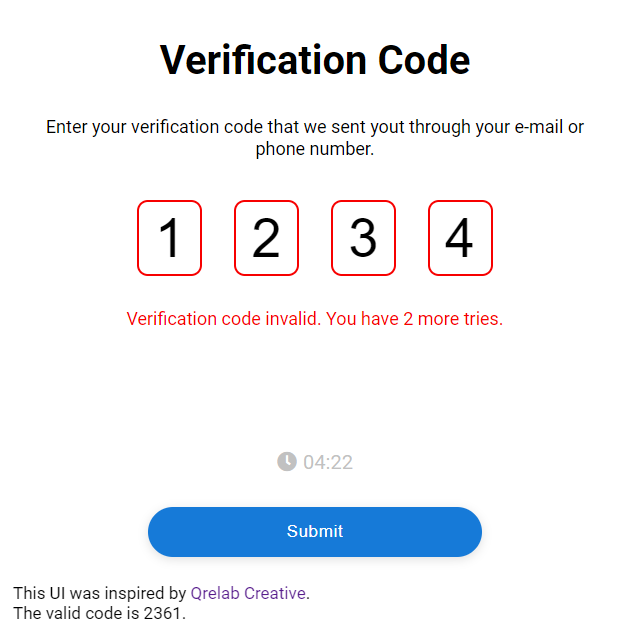 Verification Code
Enter your verification code that we sent yout through your e-mail or
phone number.
1 2 3 4
Verification code invalid. You have 2 more tries.
04:22
Submit
This UI was inspired by Qrelab Creative.
The valid code is 2361.